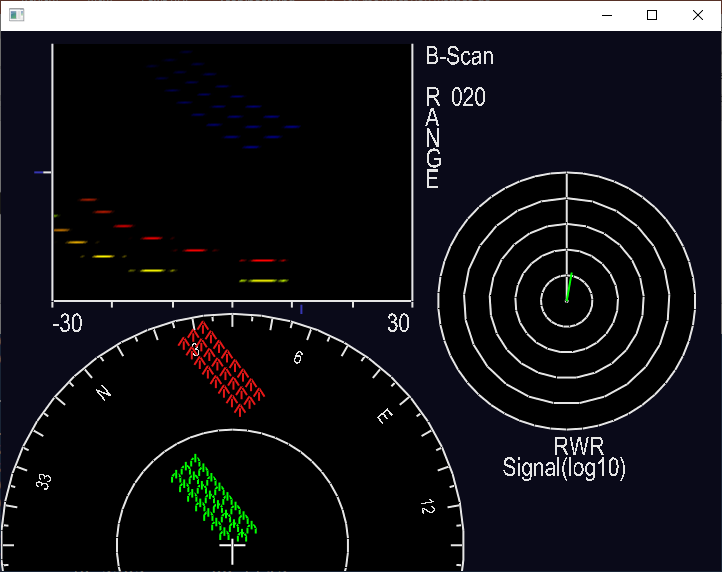 B-Scan
RANGE 020
-30
30
N
3
6
E
33
12
RWR
Signal(log10)